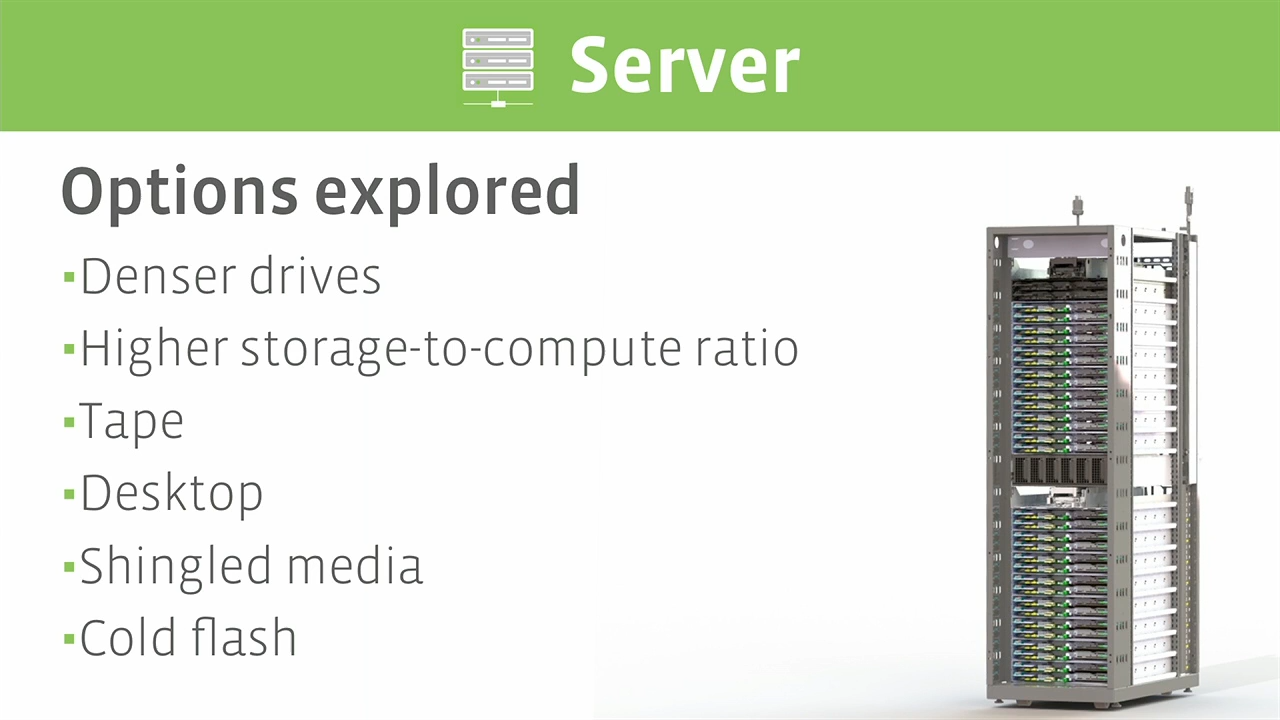 Server
Options explored
▪Denser drives
▪Higher storage-to-compute ratio
▪Tape
▪Desktop
▪Shingled media
▪Cold flash